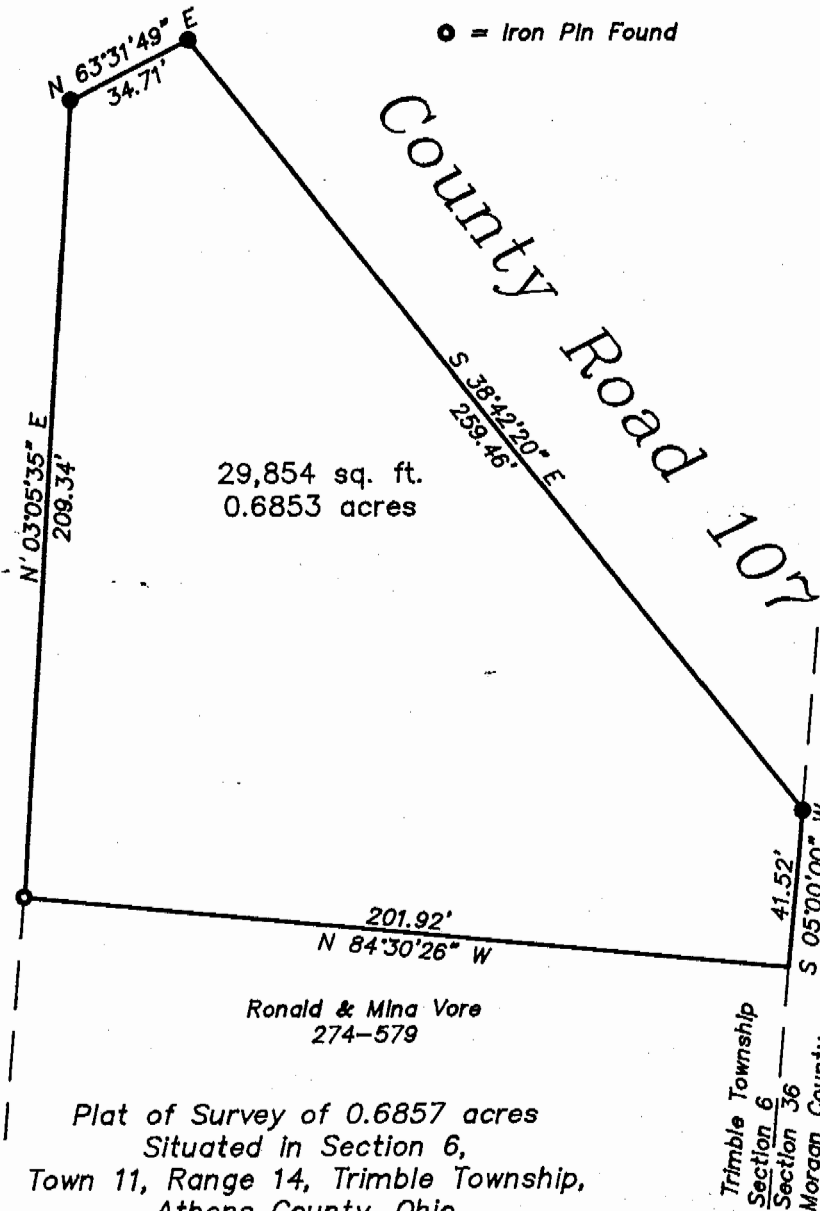 = Iron Pin Found
N 63°31'49" E
34.71'
County Road 107
S 38°42'20" E
259.46'
N 03°05'35" E
209.34'
29,854 sq. ft.
0.6853 acres
41.52'
S 05°00'00" W
201.92'
N 84°30'26" W
Ronald & Mina Vore
274-579
Trimble Township
Section 6
Section 36
Morgan County
Plat of Survey of 0.6857 acres
Situated in Section 6,
Town 11, Range 14, Trimble Township,
Athens County, Ohio